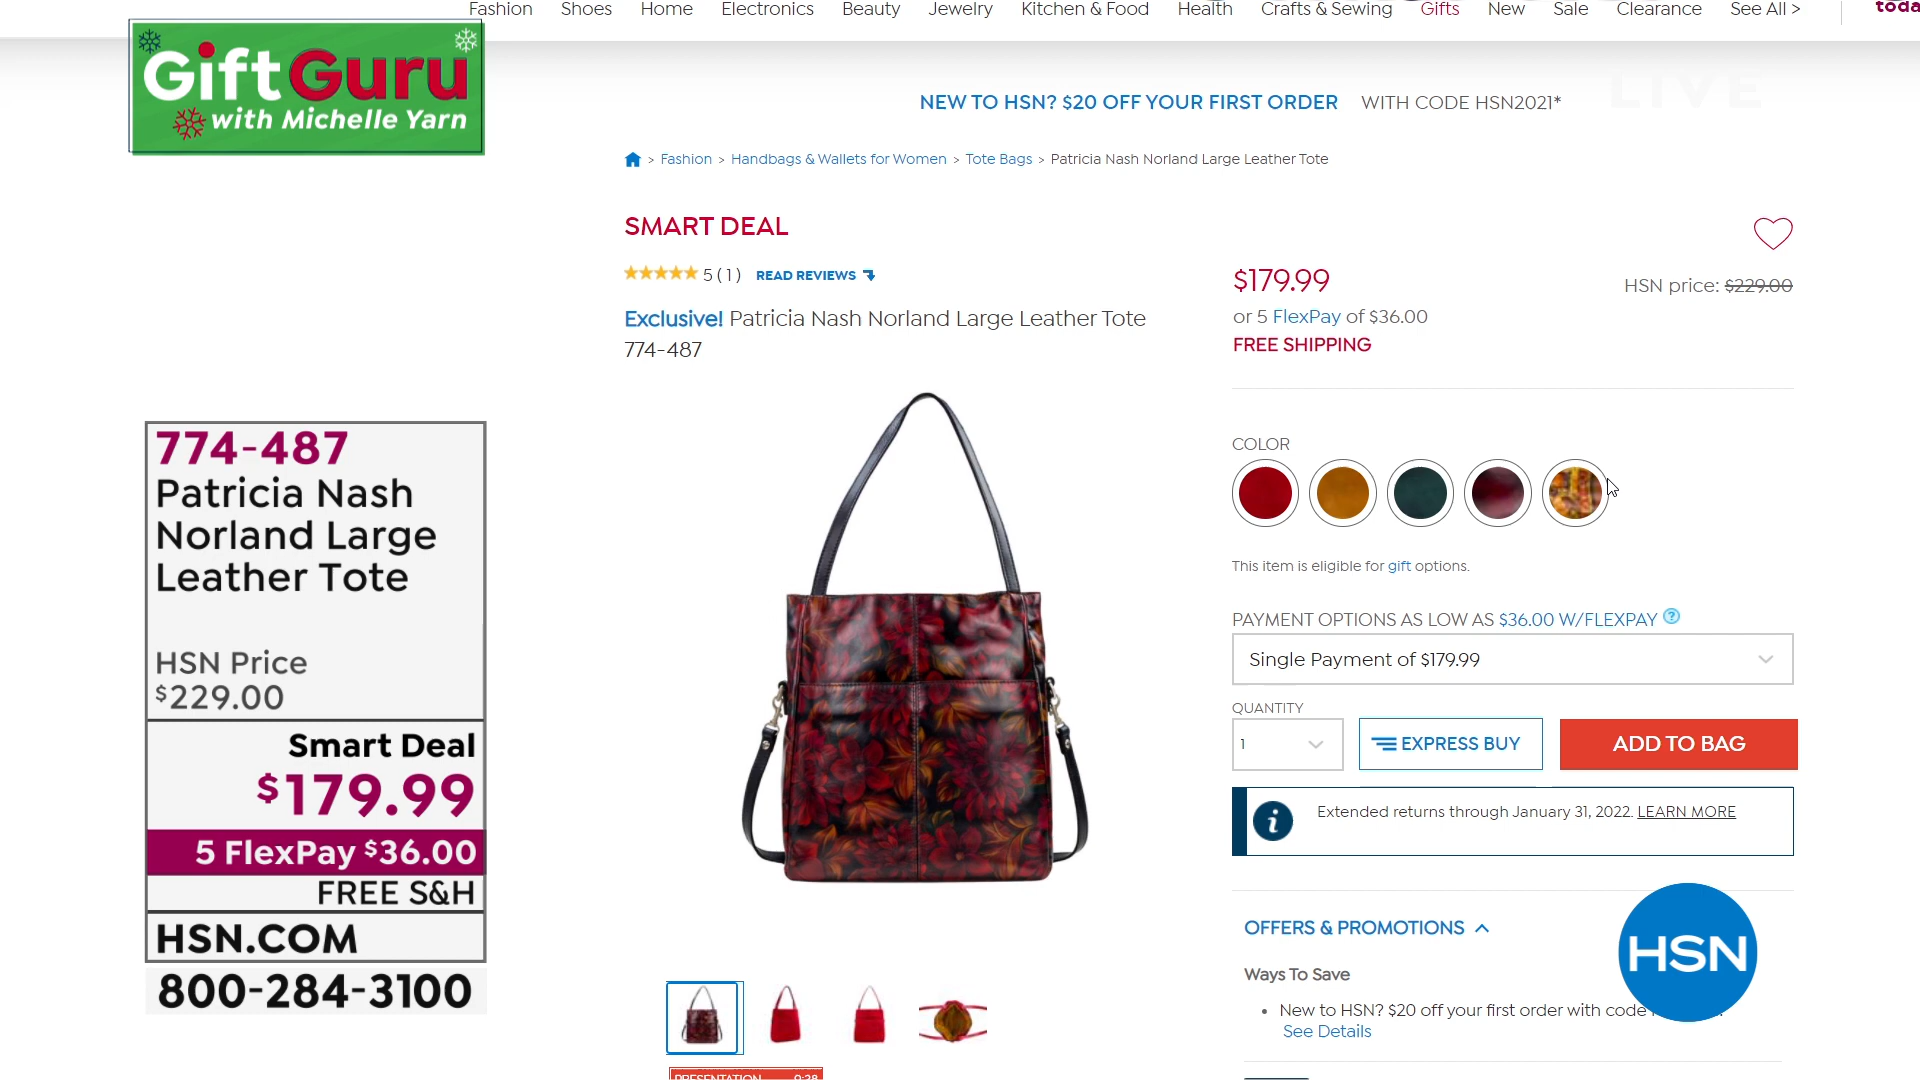 Fashion Shoes Home Electronics Beauty Jewelry Kitchen & Food Health Crafts & Sewing Gifts New Sale Clearance See All >
Gift Guru
with Michelle Yarn
LIVE
NEW TO HSN? $20 OFF YOUR FIRST ORDER WITH CODE HSN2021*
> Fashion > Handbags & Wallets for Women > Tote Bags > Patricia Nash Norland Large Leather Tote
SMART DEAL
5 ( 1 ) READ REVIEWS
Exclusive! Patricia Nash Norland Large Leather Tote
774-487
$179.99
HSN price: $229.00
or 5 FlexPay of $36.00
FREE SHIPPING
COLOR
This item is eligible for gift options.
PAYMENT OPTIONS AS LOW AS $36.00 W/FLEXPAY ?
Single Payment of $179.99
QUANTITY
1
EXPRESS BUY
ADD TO BAG
i
Extended returns through January 31, 2022. LEARN MORE
OFFERS & PROMOTIONS
Ways To Save
New to HSN? $20 off your first order with code
See Details
HSN
774-487
Patricia Nash
Norland Large
Leather Tote
HSN Price
$229.00
Smart Deal
$179.99
5 FlexPay $36.00
FREE S&H
HSN.COM
800-284-3100
PRESENTATION 0:28